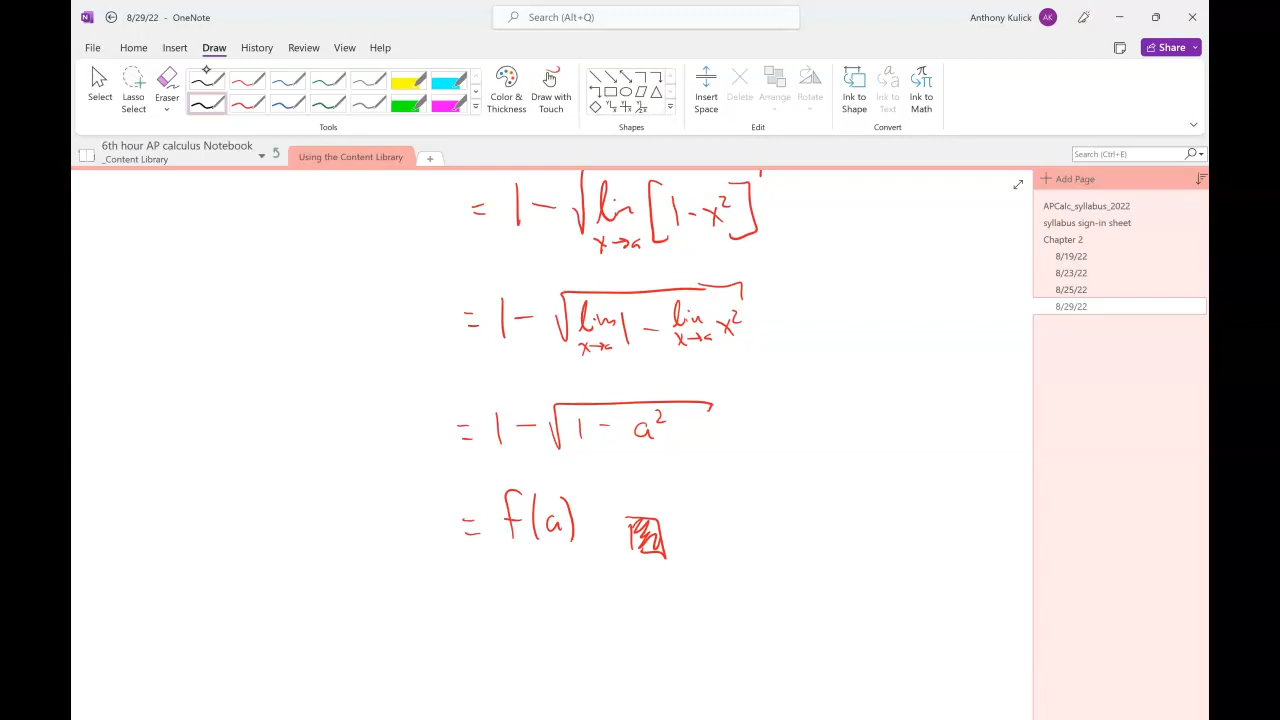 8/29/22 - OneNote
Search (Alt+Q)
Anthony Kulick
AK
File Home Insert Draw History Review View Help
Share
Select
Lasso Select
Eraser
Color & Thickness
Draw with Touch
Insert Space
Delete
Arrange
Rotate
Ink to Shape
Ink to Text
Ink to Math
Tools
Shapes
Edit
Convert
6th hour AP calculus Notebook
_Content Library
Using the Content Library
Search (Ctrl+E)
Add Page
APCalc_syllabus_2022
syllabus sign-in sheet
Chapter 2
8/19/22
8/23/22
8/25/22
8/29/22
= 1 - √lim x→a [1 - x²]
= 1 - √lim x→a 1 - lim x→a x²
= 1 - √1 - a²
= f(a)